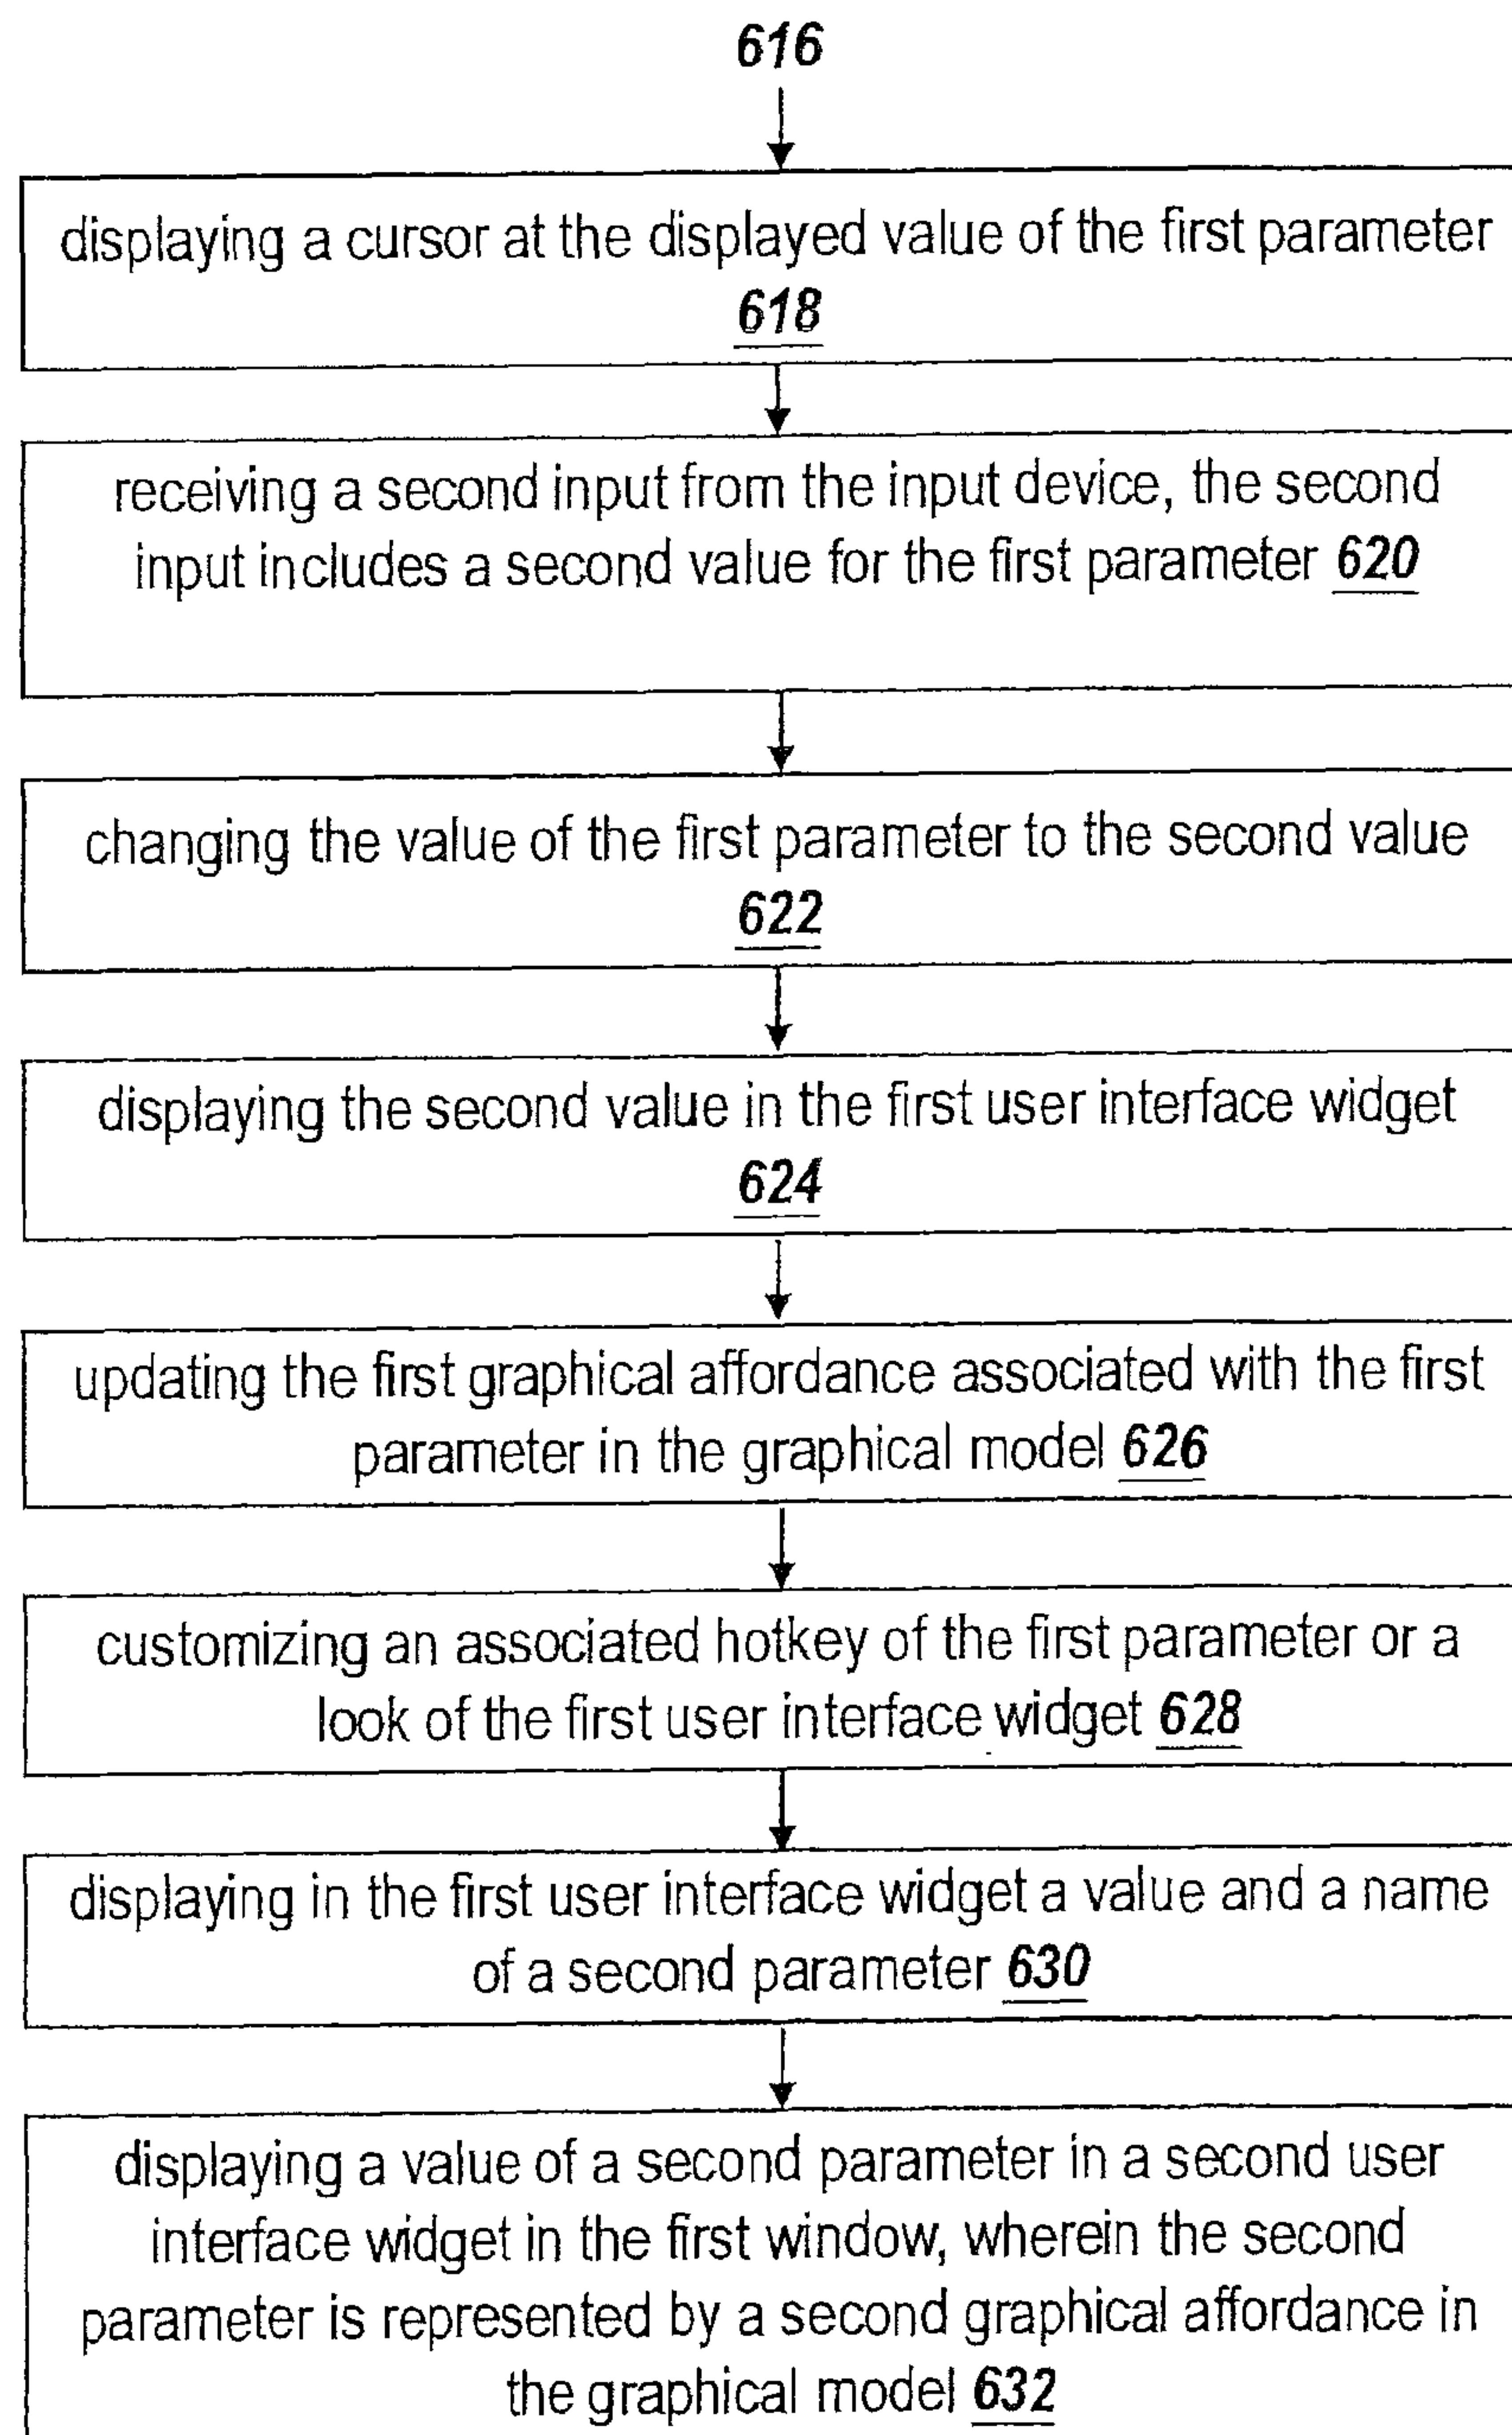 616
displaying a cursor at the displayed value of the first parameter
618
receiving a second input from the input device, the second
input includes a second value for the first parameter 620
changing the value of the first parameter to the second value
622
displaying the second value in the first user interface widget
624
updating the first graphical affordance associated with the first
parameter in the graphical model 626
customizing an associated hotkey of the first parameter or a
look of the first user interface widget 628
displaying in the first user interface widget a value and a name
of a second parameter 630
displaying a value of a second parameter in a second user
interface widget in the first window, wherein the second
parameter is represented by a second graphical affordance in
the graphical model 632